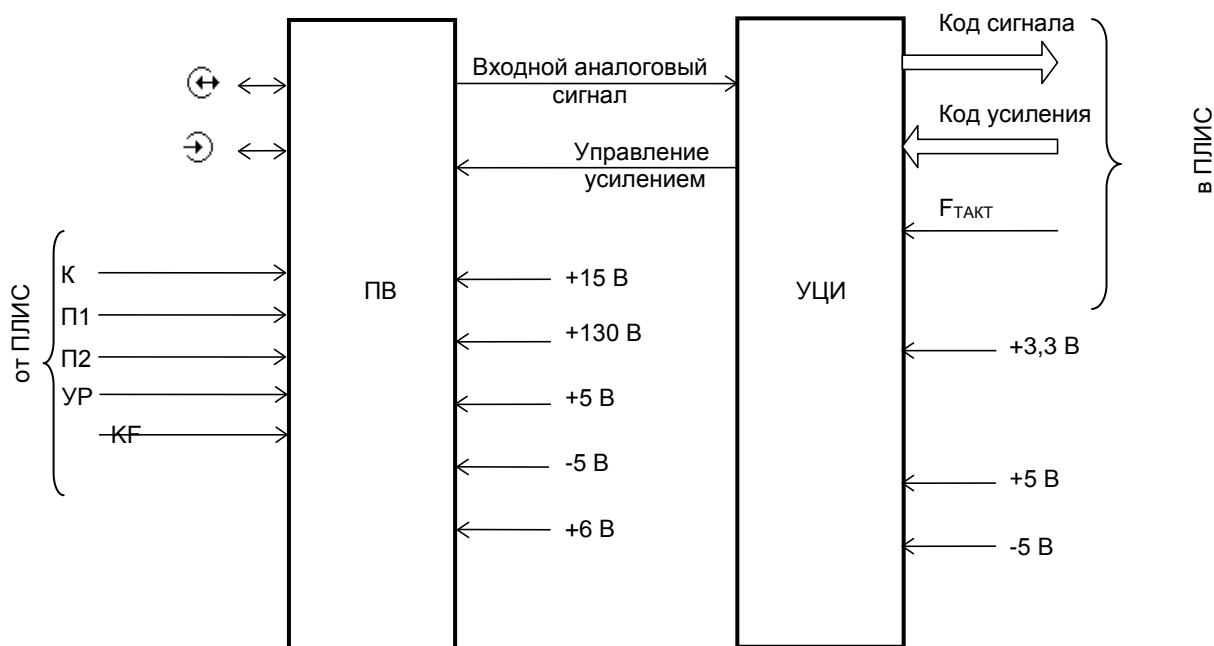 Код сигнала
Входной аналоговый
сигнал
Код усиления
в ПЛИС
Управление
усилением
FТАКТ
от ПЛИС
К
П1
П2
УР
KF
ПВ
+15 В
+130 В
+5 В
-5 В
+6 В
УЦИ
+3,3 В
+5 В
-5 В